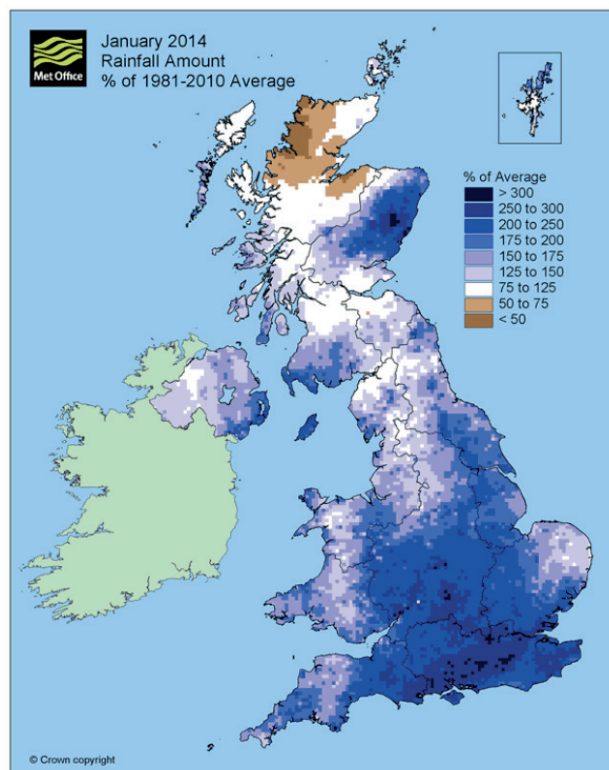 Met Office
January 2014
Rainfall Amount
% of 1981-2010 Average
% of Average
> 300
250 to 300
200 to 250
175 to 200
150 to 175
125 to 150
75 to 125
50 to 75
< 50
© Crown copyright